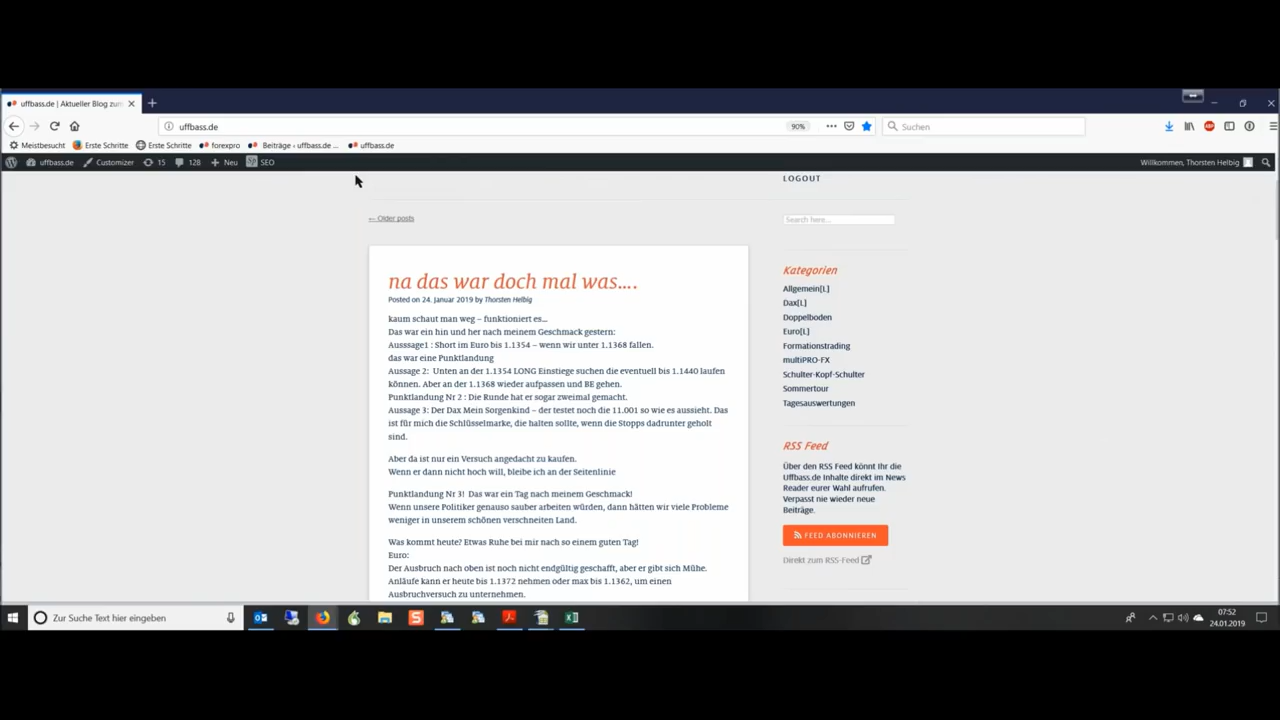 uffbass.de | Aktueller Blog zum
uffbass.de
90%
Suchen
Meistbesucht
Erste Schritte
Erste Schritte
forexpro
Beiträge ‹ uffbass.de ...
uffbass.de
uffbass.de
Customizer
15
128
Neu
SEO
Willkommen, Thorsten Helbig
LOGOUT
← Older posts
Search here...
na das war doch mal was....
Posted on 24. Januar 2019 by Thorsten Helbig
kaum schaut man weg – funktioniert es...
Das war ein hin und her nach meinem Geschmack gestern:
Ausssage1 : Short im Euro bis 1.1354 – wenn wir unter 1.1368 fallen.
das war eine Punktlandung
Aussage 2:  Unten an der 1.1354 LONG Einstiege suchen die eventuell bis 1.1440 laufen
können. Aber an der 1.1368 wieder aufpassen und BE gehen.
Punktlandung Nr 2 : Die Runde hat er sogar zweimal gemacht.
Aussage 3: Der Dax Mein Sorgenkind – der testet noch die 11.001 so wie es aussieht. Das
ist für mich die Schlüsselmarke, die halten sollte, wenn die Stopps dadrunter geholt
sind.
Aber da ist nur ein Versuch angedacht zu kaufen.
Wenn er dann nicht hoch will, bleibe ich an der Seitenlinie
Punktlandung Nr 3!  Das war ein Tag nach meinem Geschmack!
Wenn unsere Politiker genauso sauber arbeiten würden, dann hätten wir viele Probleme
weniger in unserem schönen verschneiten Land.
Was kommt heute? Etwas Ruhe bei mir nach so einem guten Tag!
Euro:
Der Ausbruch nach oben ist noch nicht endgültig geschafft, aber er gibt sich Mühe.
Anläufe kann er heute bis 1.1372 nehmen oder max bis 1.1362, um einen
Ausbruchversuch zu unternehmen.
Kategorien
Allgemein[L]
Dax[L]
Doppelboden
Euro[L]
Formationstrading
multiPRO-FX
Schulter-Kopf-Schulter
Sommertour
Tagesauswertungen
RSS Feed
Über den RSS Feed könnt Ihr die
Uffbass.de Inhalte direkt im News
Reader eurer Wahl aufrufen.
Verpasst nie wieder neue
Beiträge.
FEED ABONNIEREN
Direkt zum RSS-Feed
Zur Suche Text hier eingeben
07:52
24.01.2019